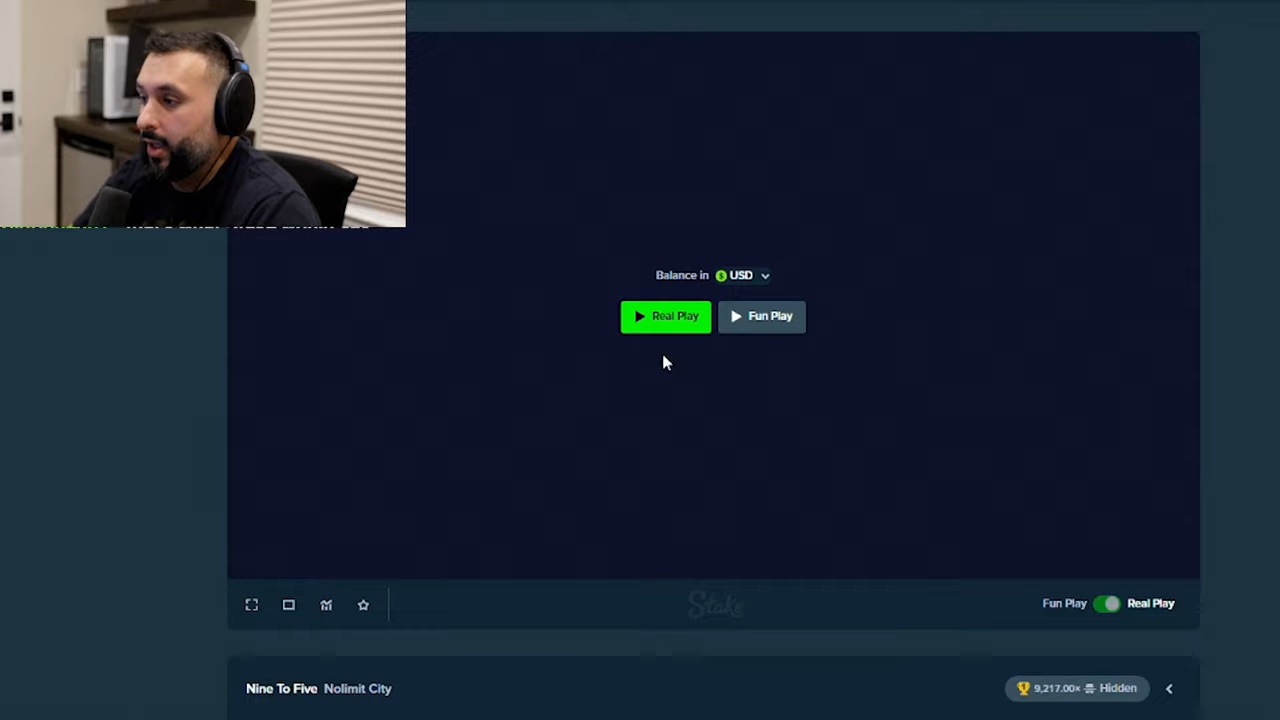 Balance in USD
Real Play Fun Play
Stake
Fun Play Real Play
Nine To Five Nolimit City
9,217.00× Hidden